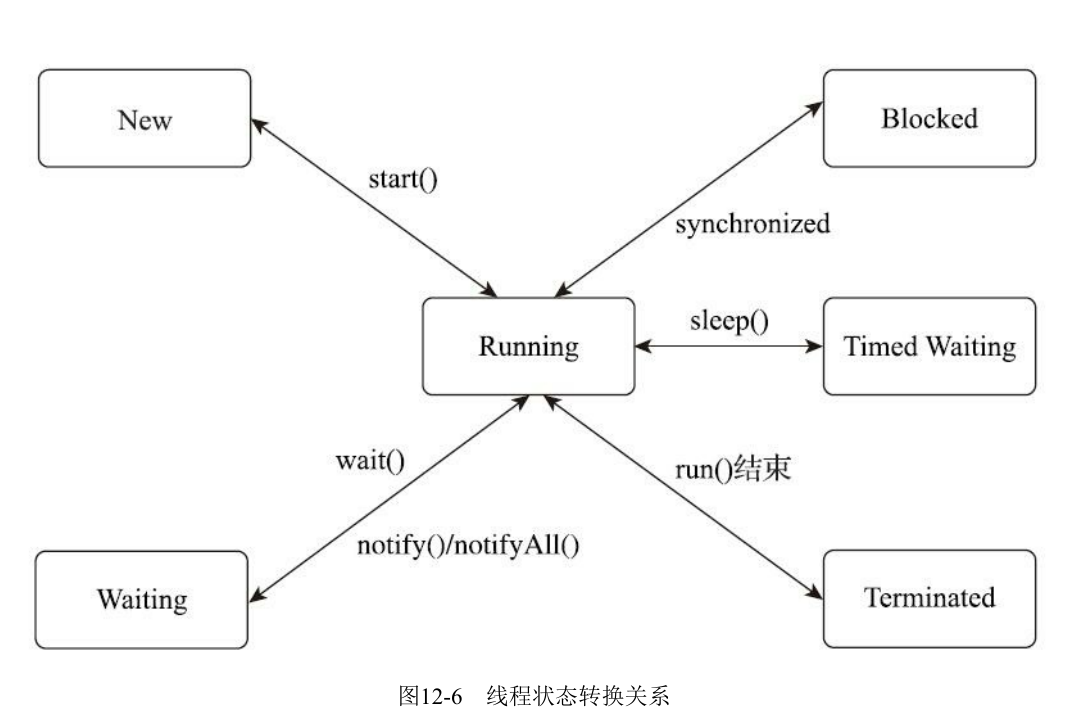 New
Blocked
start()
synchronized
sleep()
Running
Timed Waiting
wait()
run()结束
notify()/notifyAll()
Waiting
Terminated
图12-6 线程状态转换关系